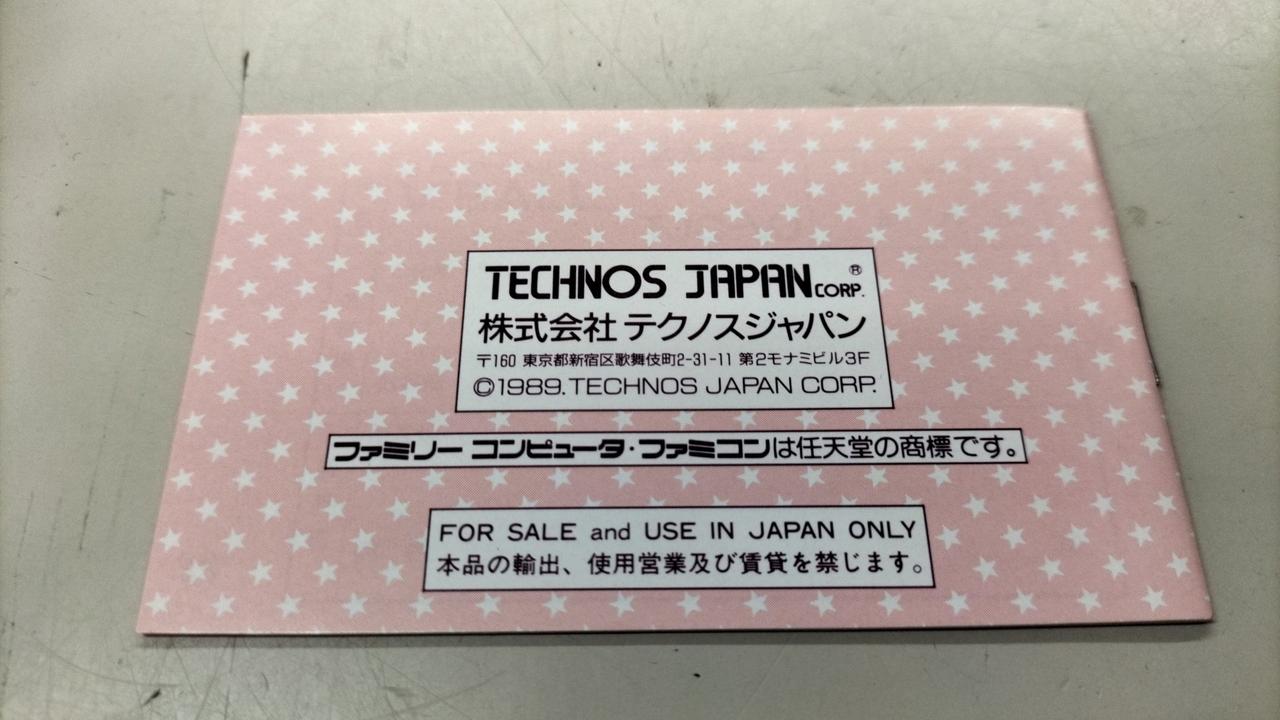 TECHNOS JAPAN CORP.®
株式会社 テクノスジャパン
〒160 東京都新宿区歌舞伎町2-31-11 第2モナミビル3F
©1989.TECHNOS JAPAN CORP.
ファミリー コンピュータ・ファミコンは任天堂の商標です。
FOR SALE and USE IN JAPAN ONLY
本品の輸出、使用営業及び賃貸を禁じます。